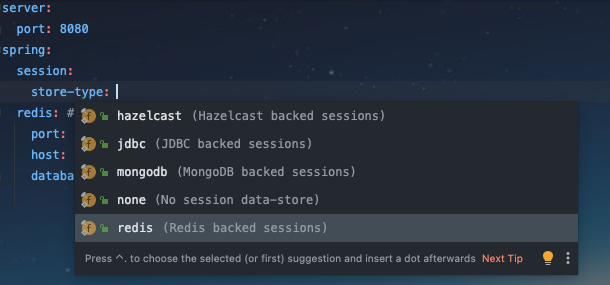 server:
port: 8080
spring:
session:
store-type:
redis: #
port:
host:
databa
hazelcast (Hazelcast backed sessions)
jdbc (JDBC backed sessions)
mongodb (MongoDB backed sessions)
none (No session data-store)
redis (Redis backed sessions)
Press ^. to choose the selected (or first) suggestion and insert a dot afterwards Next Tip